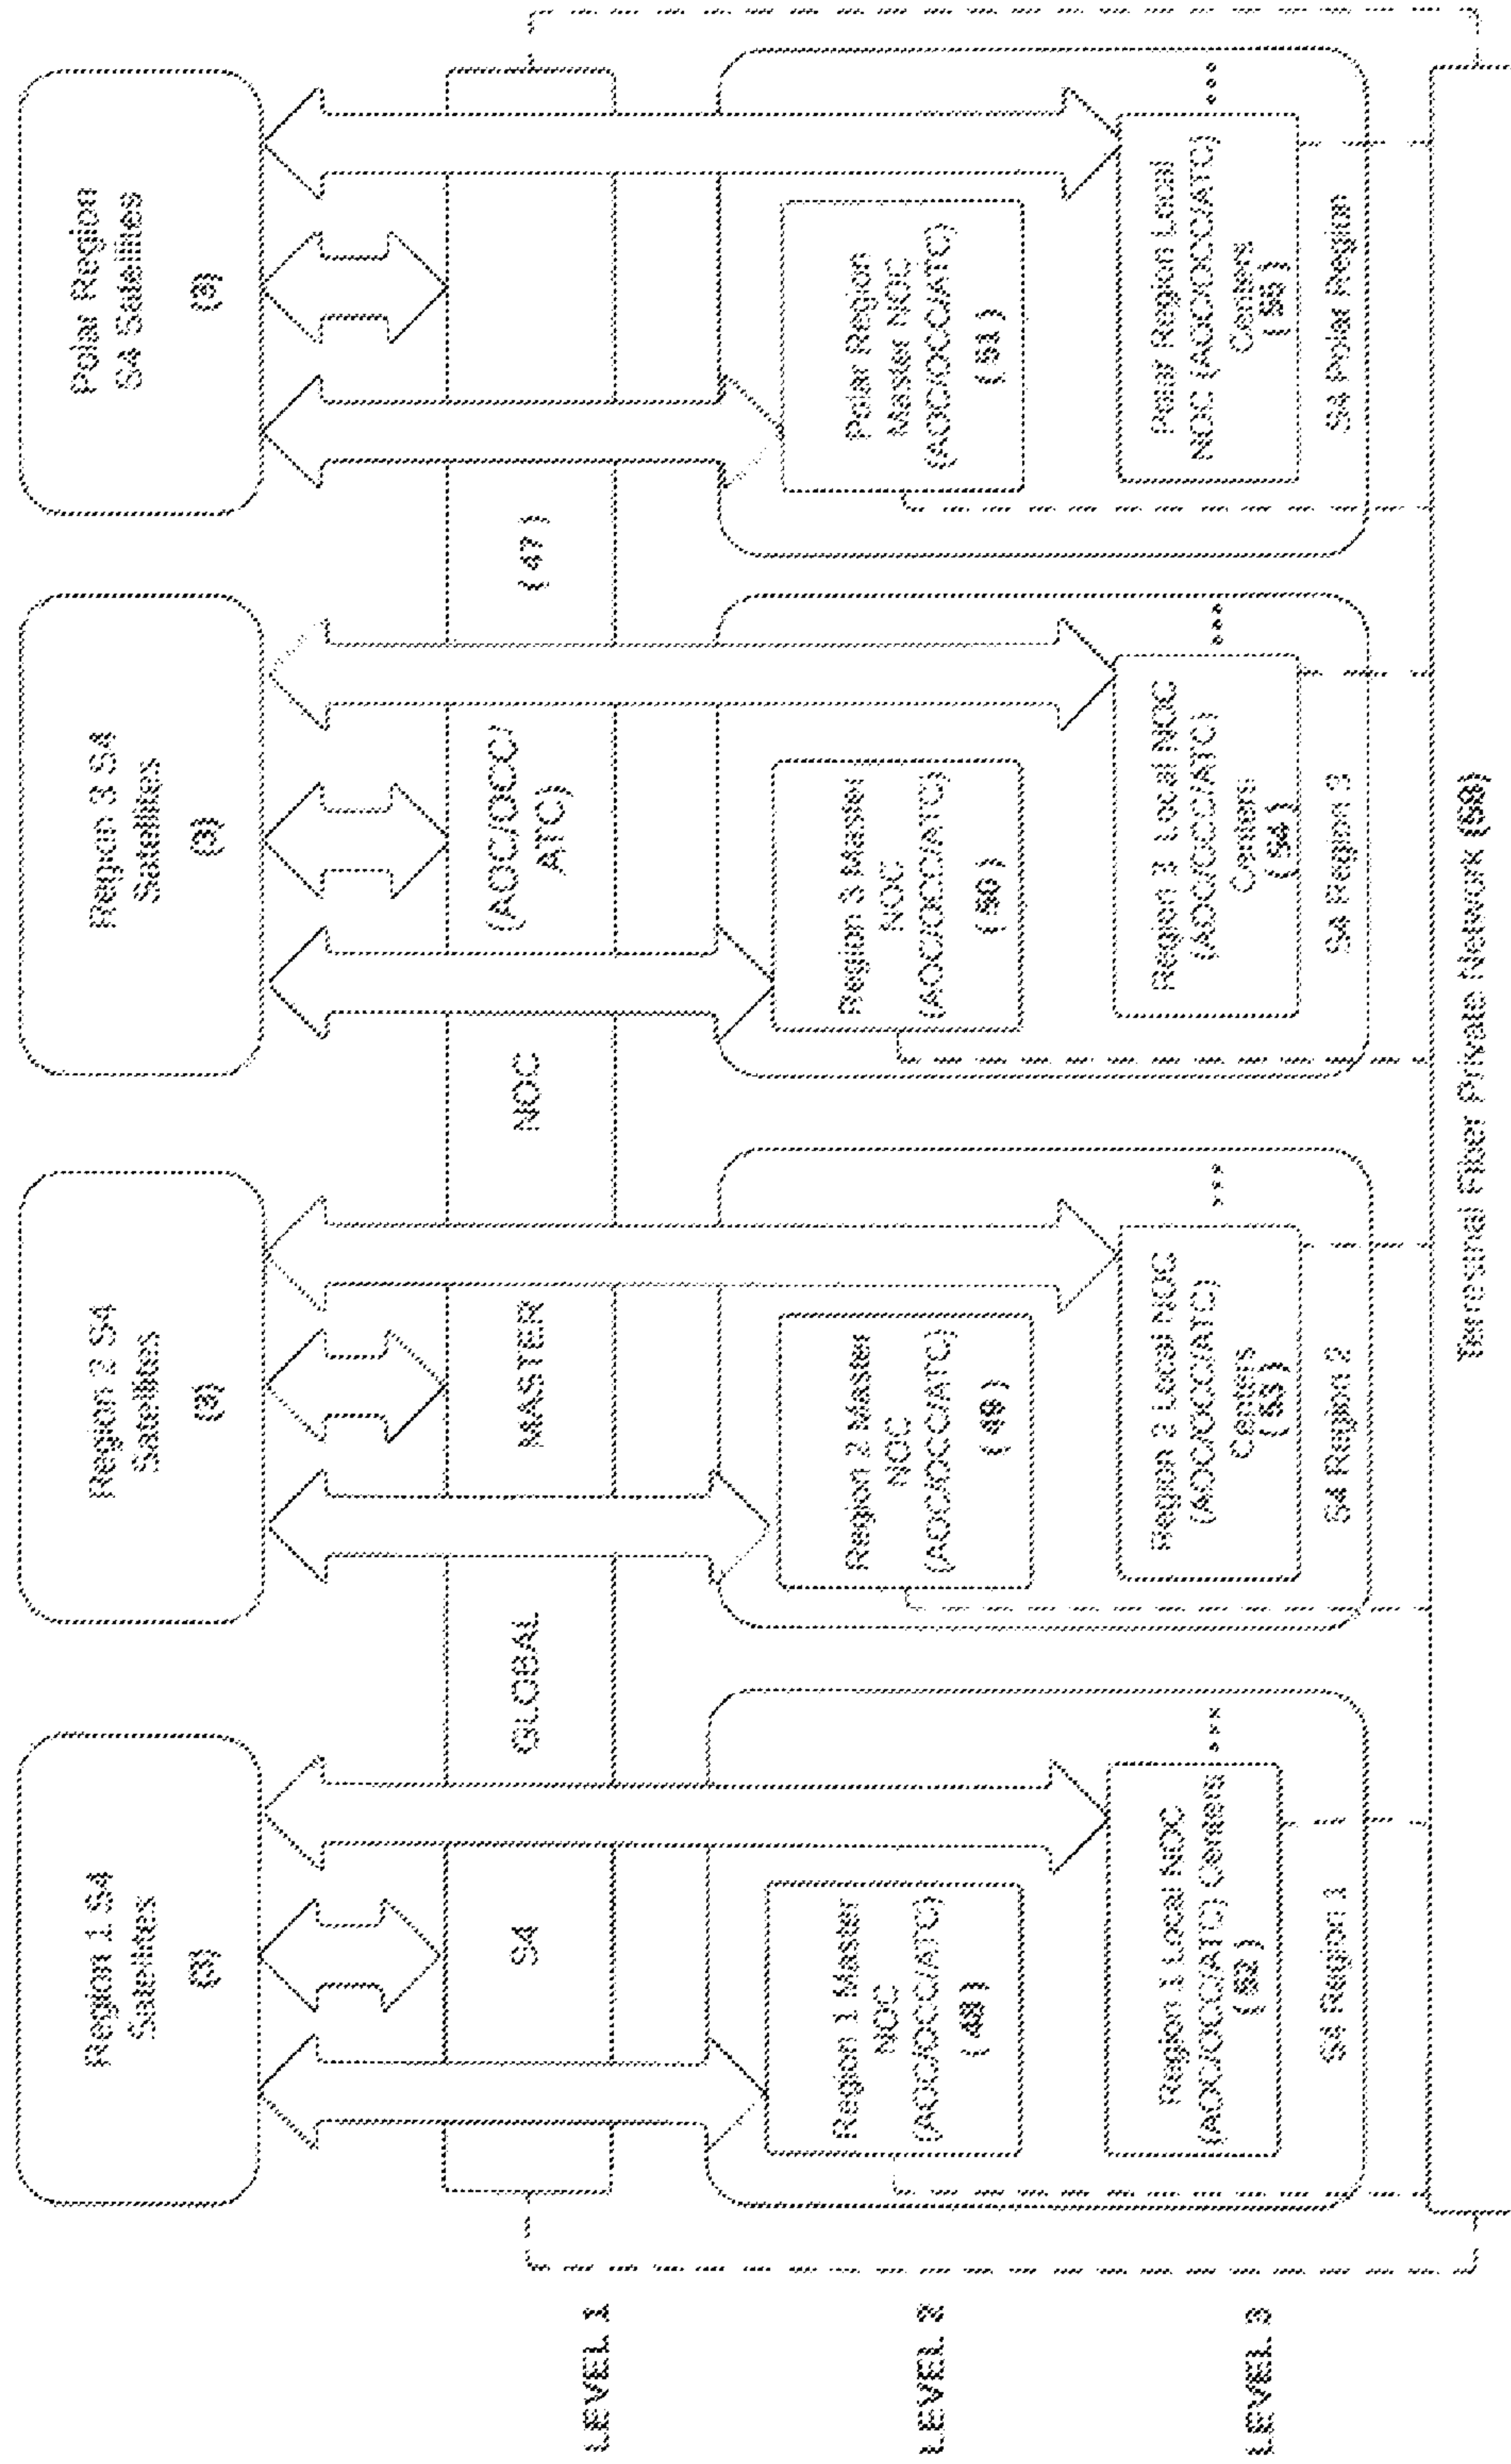 Region 1 S4
Satellites
(3)
Region 2 S4
Satellites
(3)
Region 3 S4
Satellites
(3)
Polar Region
S4 Satellites
(3)
LEVEL 1
S4
GLOBAL
MASTER
NOC
(AOC/OCC/
ATC)
(47)
LEVEL 2
Region 1 Master
NOC
(AOC/OCC/ATC)
(48)
Region 2 Master
NOC
(AOC/OCC/ATC)
(49)
Region 3 Master
NOC
(AOC/OCC/ATC)
(50)
Polar Region
Master NOC
(AOC/OCC/ATC)
(51)
LEVEL 3
Region 1 Local NOC
(AOC/OCC/ATC) Centers
(52)
...
S4 Region 1
Region 2 Local NOC
(AOC/OCC/ATC)
Centers
(53)
...
S4 Region 2
Region 3 Local NOC
(AOC/OCC/ATC)
Centers
(54)
...
S4 Region 3
Polar Region Local
NOC (AOC/OCC/ATC)
Centers
(55)
...
S4 Polar Region
Terrestrial Fiber Private Network